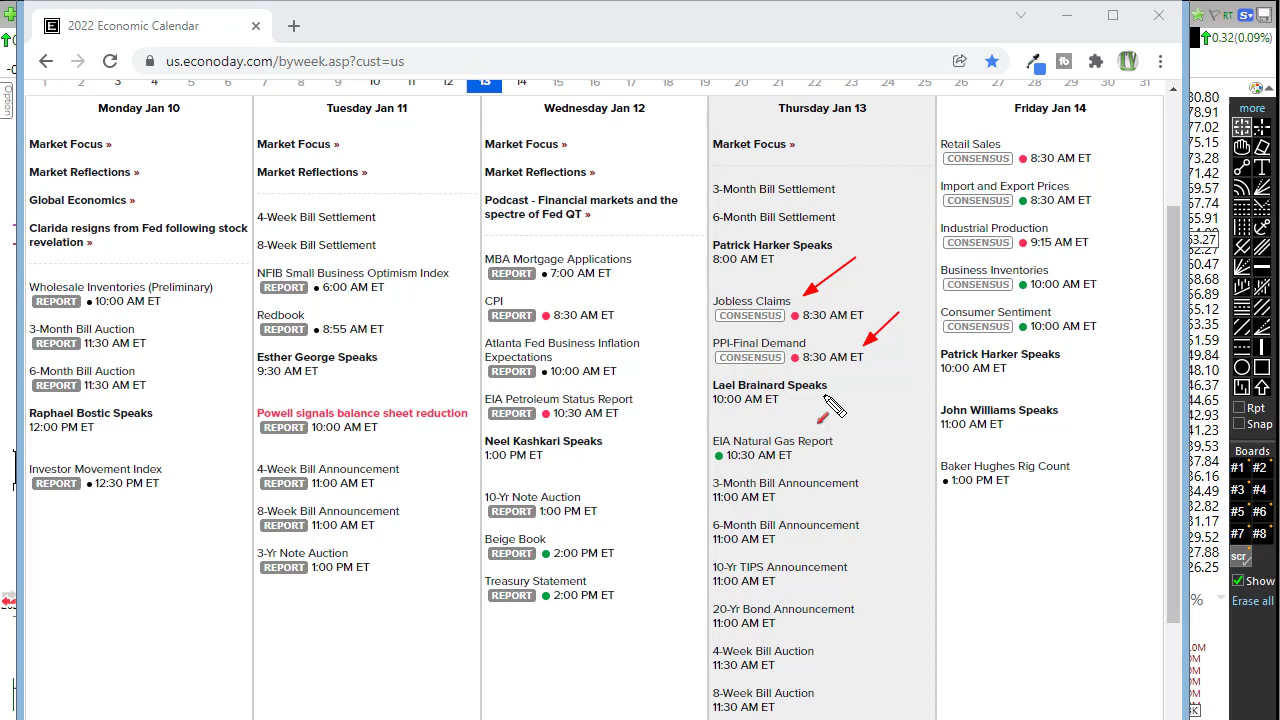 2022 Economic Calendar
us.econoday.com/byweek.asp?cust=us
RT
0.32(0.09%)
Option
1 2 3 4 5 6 7 8 9 10 11 12 13 14 15 16 17 18 19 20 21 22 23 24 25 26 27 28 29 30 31
Monday Jan 10
Market Focus »
Market Reflections »
Global Economics »
Clarida resigns from Fed following stock
revelation »
Wholesale Inventories (Preliminary)
REPORT 10:00 AM ET
3-Month Bill Auction
REPORT 11:30 AM ET
6-Month Bill Auction
REPORT 11:30 AM ET
Raphael Bostic Speaks
12:00 PM ET
Investor Movement Index
REPORT 12:30 PM ET
Tuesday Jan 11
Market Focus »
Market Reflections »
4-Week Bill Settlement
8-Week Bill Settlement
NFIB Small Business Optimism Index
REPORT 6:00 AM ET
Redbook
REPORT 8:55 AM ET
Esther George Speaks
9:30 AM ET
Powell signals balance sheet reduction
REPORT 10:00 AM ET
4-Week Bill Announcement
REPORT 11:00 AM ET
8-Week Bill Announcement
REPORT 11:00 AM ET
3-Yr Note Auction
REPORT 1:00 PM ET
Wednesday Jan 12
Market Focus »
Market Reflections »
Podcast - Financial markets and the
spectre of Fed QT »
MBA Mortgage Applications
REPORT 7:00 AM ET
CPI
REPORT 8:30 AM ET
Atlanta Fed Business Inflation
Expectations
REPORT 10:00 AM ET
EIA Petroleum Status Report
REPORT 10:30 AM ET
Neel Kashkari Speaks
1:00 PM ET
10-Yr Note Auction
REPORT 1:00 PM ET
Beige Book
REPORT 2:00 PM ET
Treasury Statement
REPORT 2:00 PM ET
Thursday Jan 13
Market Focus »
3-Month Bill Settlement
6-Month Bill Settlement
Patrick Harker Speaks
8:00 AM ET
Jobless Claims
CONSENSUS 8:30 AM ET
PPI-Final Demand
CONSENSUS 8:30 AM ET
Lael Brainard Speaks
10:00 AM ET
EIA Natural Gas Report
10:30 AM ET
3-Month Bill Announcement
11:00 AM ET
6-Month Bill Announcement
11:00 AM ET
10-Yr TIPS Announcement
11:00 AM ET
20-Yr Bond Announcement
11:00 AM ET
4-Week Bill Auction
11:30 AM ET
8-Week Bill Auction
11:30 AM ET
Friday Jan 14
Retail Sales
CONSENSUS 8:30 AM ET
Import and Export Prices
CONSENSUS 8:30 AM ET
Industrial Production
CONSENSUS 9:15 AM ET
Business Inventories
CONSENSUS 10:00 AM ET
Consumer Sentiment
CONSENSUS 10:00 AM ET
Patrick Harker Speaks
10:00 AM ET
John Williams Speaks
11:00 AM ET
Baker Hughes Rig Count
1:00 PM ET
more
Rpt
Snap
Boards
#1 #2
#3 #4
#5 #6
#7 #8
scr
Show
Erase all